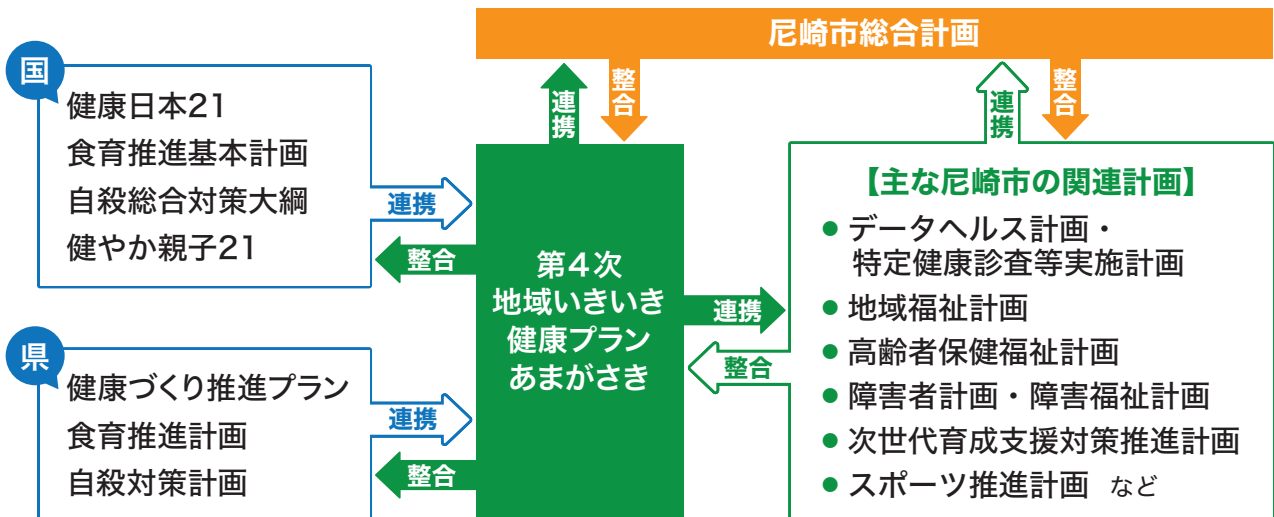 尼崎市総合計画
連携
整合
連携
整合
国
健康日本21
食育推進基本計画
自殺総合対策大綱
健やか親子21
連携
整合
県
健康づくり推進プラン
食育推進計画
自殺対策計画
連携
整合
第4次
地域いきいき
健康プラン
あまがさき
連携
整合
【主な尼崎市の関連計画】
●データヘルス計画・
特定健康診査等実施計画
●地域福祉計画
●高齢者保健福祉計画
●障害者計画・障害福祉計画
●次世代育成支援対策推進計画
●スポーツ推進計画 など